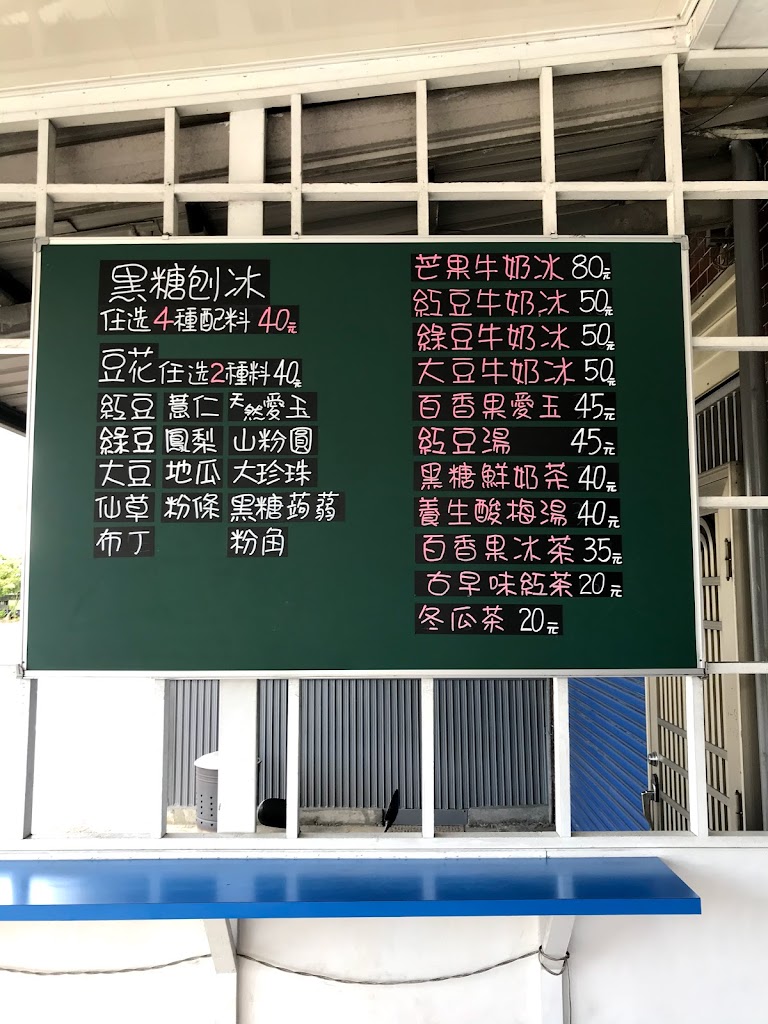 黑糖刨冰
任选4種配料 40元
豆花任选2種料40元
紅豆 薏仁 天然愛玉
綠豆 鳳梨 山粉圓
大豆 地瓜 大珍珠
仙草 粉條 黑糖蒟蒻
布丁 粉角
芒果牛奶冰 80元
紅豆牛奶冰 50元
綠豆牛奶冰 50元
大豆牛奶冰 50元
百香果愛玉 45元
紅豆湯 45元
黑糖鮮奶茶 40元
養生酸梅湯 40元
百香果冰茶 35元
古早味紅茶 20元
冬瓜茶 20元